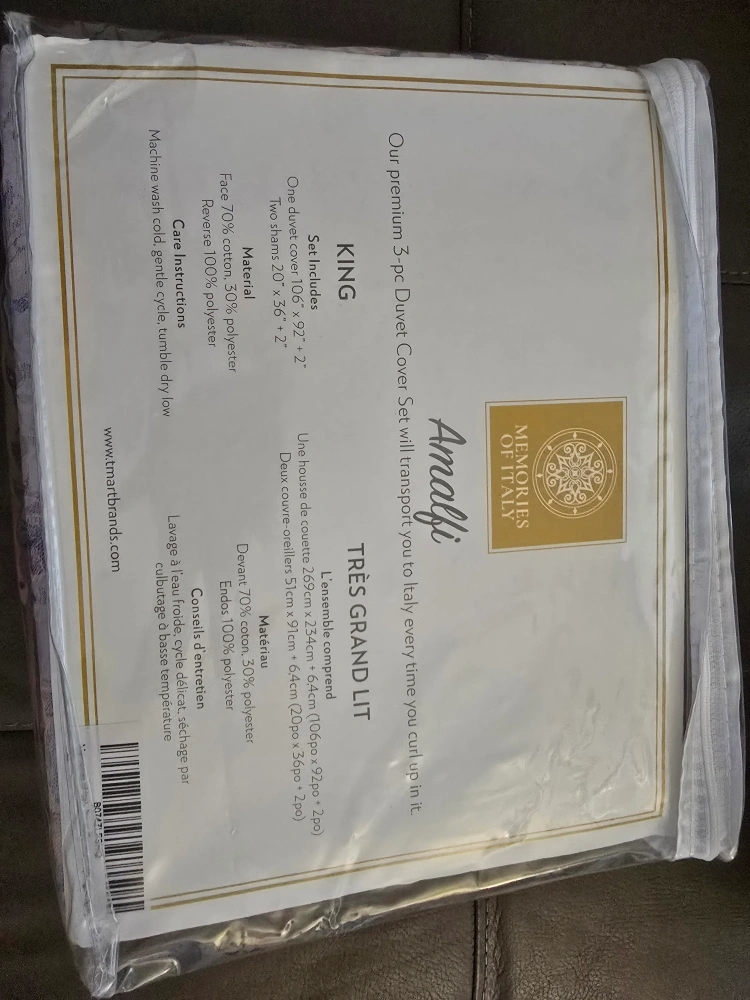 MEMORIES
OF ITALY
Amalfi
Our premium 3-pc Duvet Cover Set will transport you to Italy every time you curl up in it.
KING
Set Includes
One duvet cover 106" x 92" + 2"
Two shams 20" x 36" + 2"
Material
Face 70% cotton, 30% polyester
Reverse 100% polyester
Care Instructions
Machine wash cold, gentle cycle, tumble dry low
TRÈS GRAND LIT
L'ensemble comprend
Une housse de couette 269cm x 234cm + 6,4cm (106po x 92po + 2po)
Deux couvre-oreillers 51cm x 91cm + 6,4cm (20po x 36po + 2po)
Matériau
Devant 70% coton, 30% polyester
Endos 100% polyester
Conseils d'entretien
Lavage à l'eau froide, cycle délicat, séchage par
culbutage à basse température
www.tmartbrands.com